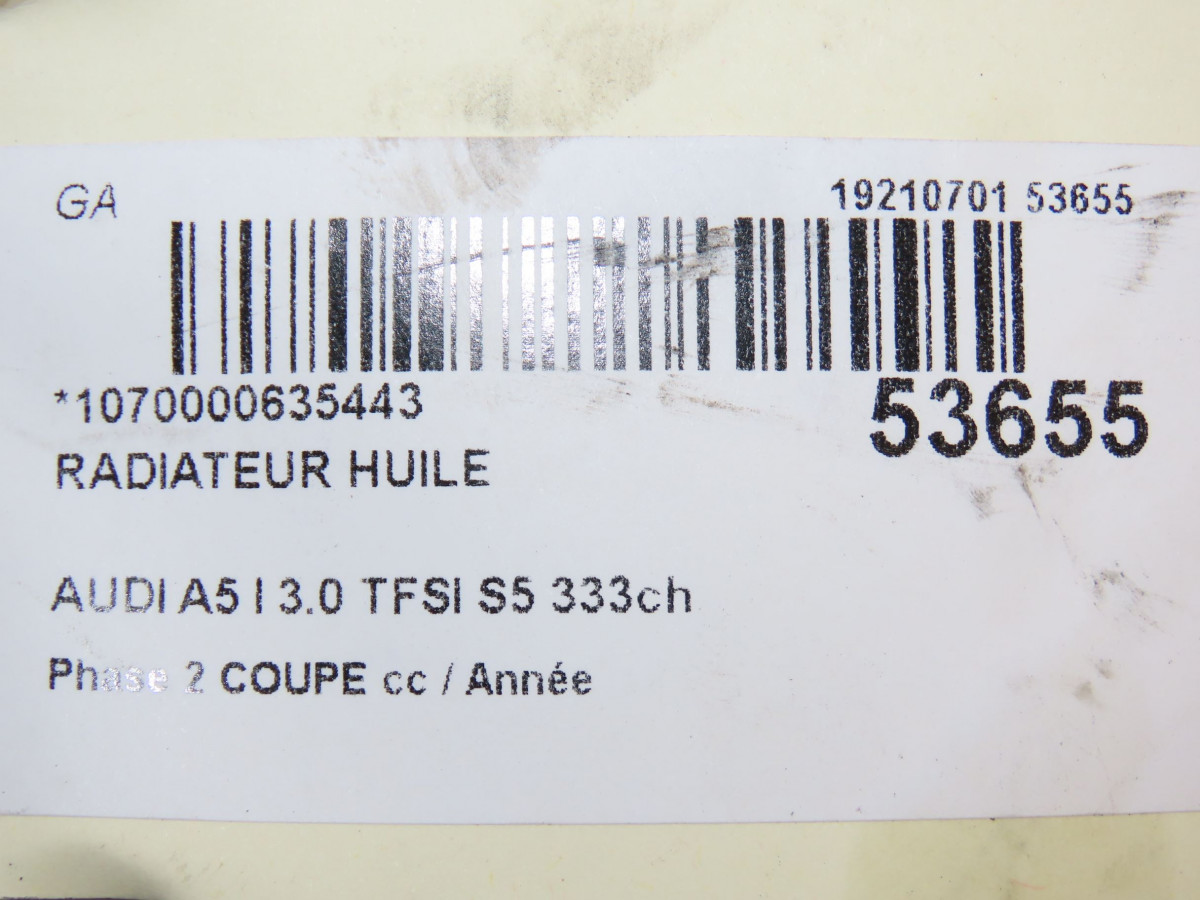 GA
19210701 53655
*1070000635443
53655
RADIATEUR HUILE
AUDI A5 I 3.0 TFSI S5 333ch
Phase 2 COUPE cc / Année